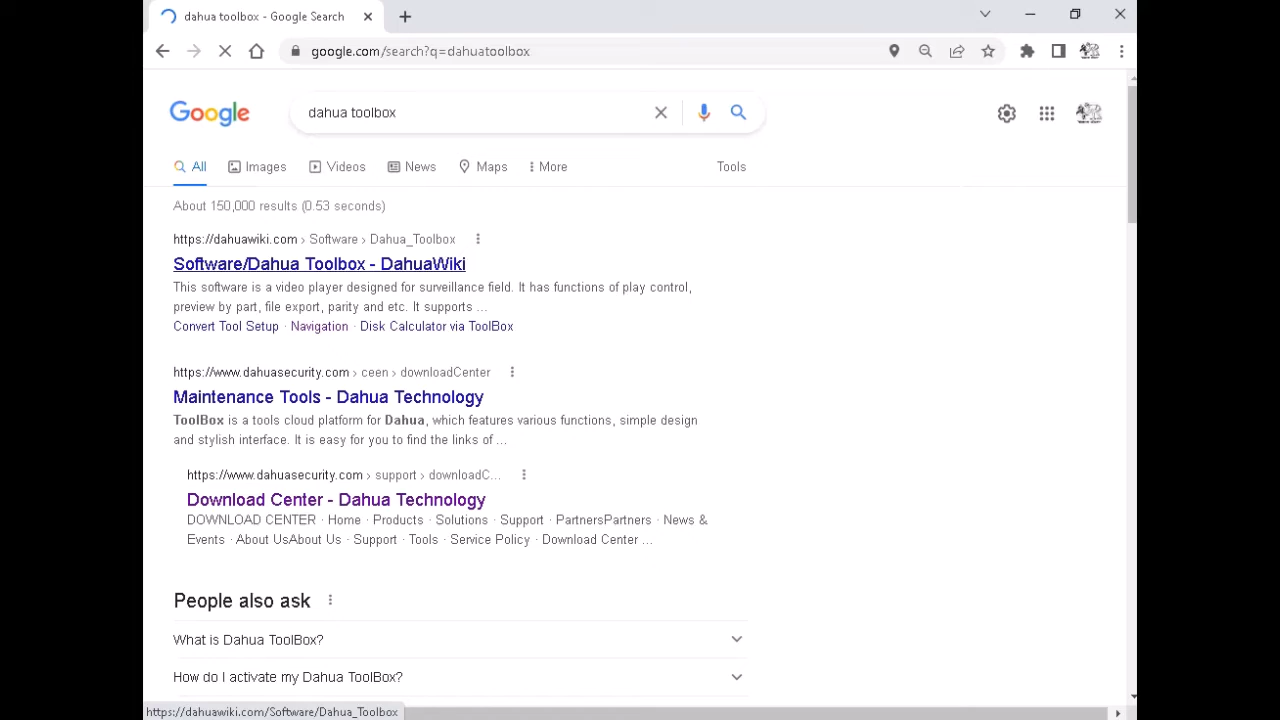 dahua toolbox - Google Search
google.com/search?q=dahuatoolbox
Google
dahua toolbox
All
Images
Videos
News
Maps
More
Tools
About 150,000 results (0.53 seconds)
https://dahuawiki.com › Software › Dahua_Toolbox
Software/Dahua Toolbox - DahuaWiki
This software is a video player designed for surveillance field. It has functions of play control,
preview by part, file export, parity and etc. It supports ...
Convert Tool Setup · Navigation · Disk Calculator via ToolBox
https://www.dahuasecurity.com › ceen › downloadCenter
Maintenance Tools - Dahua Technology
ToolBox is a tools cloud platform for Dahua, which features various functions, simple design
and stylish interface. It is easy for you to find the links of ...
https://www.dahuasecurity.com › support › downloadC...
Download Center - Dahua Technology
DOWNLOAD CENTER · Home · Products · Solutions · Support · PartnersPartners · News &
Events · About UsAbout Us · Support · Tools · Service Policy · Download Center ...
People also ask
What is Dahua ToolBox?
How do I activate my Dahua ToolBox?
https://dahuawiki.com/Software/Dahua_Toolbox